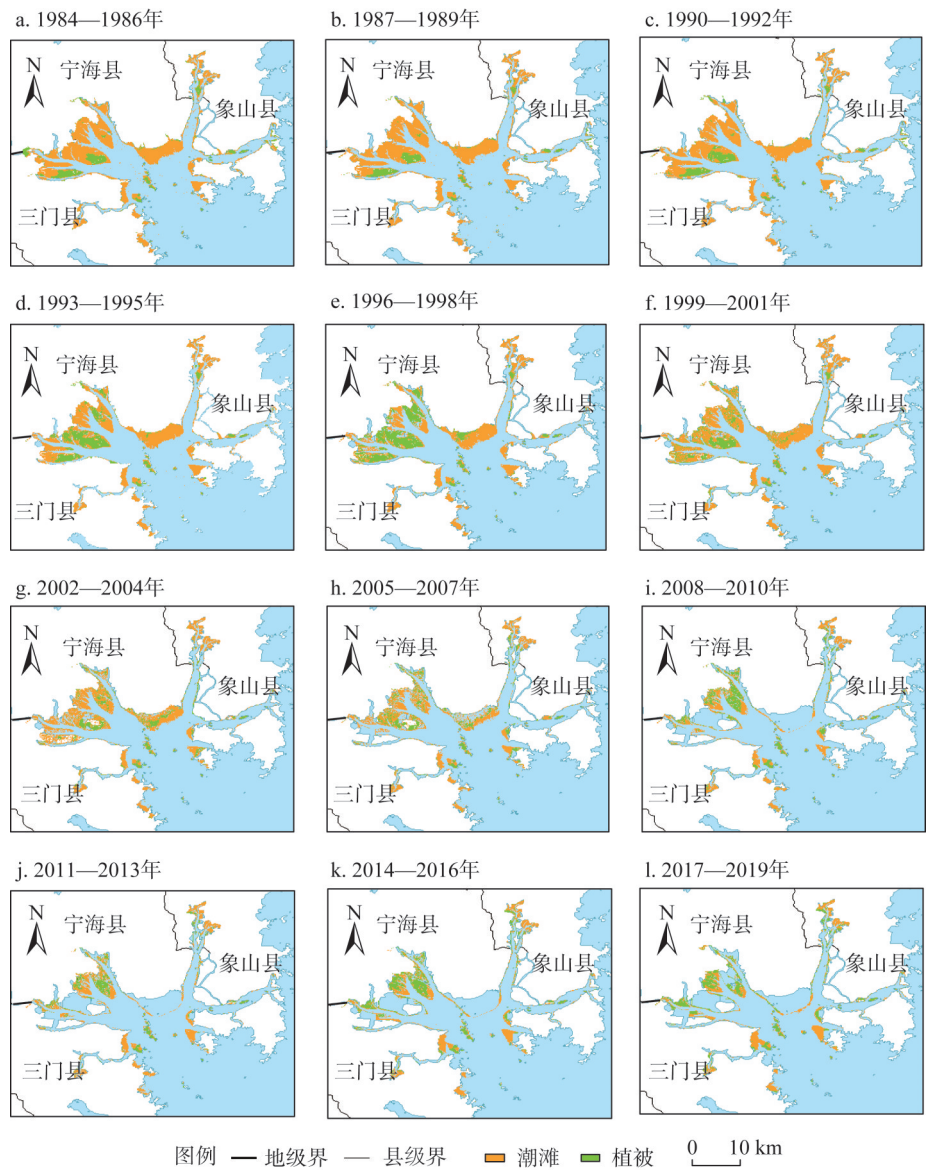 a. 1984—1986年
b. 1987—1989年
c. 1990—1992年
N
宁海县
象山县
三门县
N
宁海县
象山县
三门县
N
宁海县
象山县
三门县
d. 1993—1995年
e. 1996—1998年
f. 1999—2001年
N
宁海县
象山县
三门县
N
宁海县
象山县
三门县
N
宁海县
象山县
三门县
g. 2002—2004年
h. 2005—2007年
i. 2008—2010年
N
宁海县
象山县
三门县
N
宁海县
象山县
三门县
N
宁海县
象山县
三门县
j. 2011—2013年
k. 2014—2016年
l. 2017—2019年
N
宁海县
象山县
三门县
N
宁海县
象山县
三门县
N
宁海县
象山县
三门县
图例 地级界 县级界 潮滩 植被 0 10 km